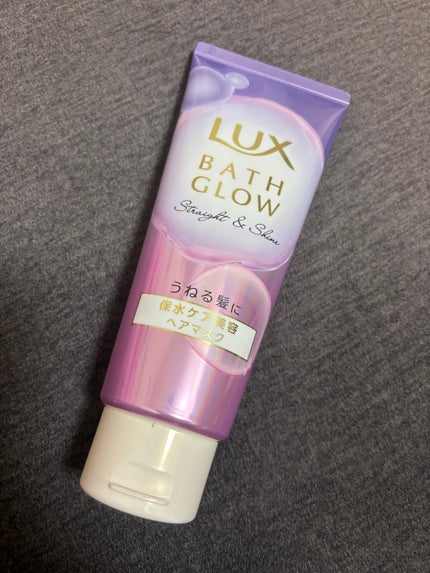 LUX
BATH
GLOW
Straight & Shine
うねる髪に
保水ケア美容
ヘアマスク